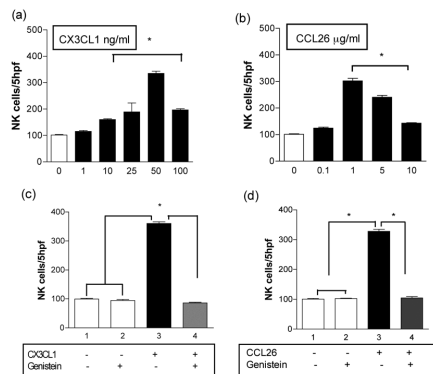 (a)
CX3CL1 ng/ml
*
NK cells/5hpf
400
300
200
100
0
0 1 10 25 50 100
(b)
CCL26 µg/ml
*
NK cells/5hpf
400
300
200
100
0
0 0.1 1 5 10
(c)
*
NK cells/5hpf
400
300
200
100
0
1 2 3 4
CX3CL1 - - + +
Genistein - + - +
(d)
* *
NK cells/5hpf
400
300
200
100
0
1 2 3 4
CCL26 - - + +
Genistein - + - +